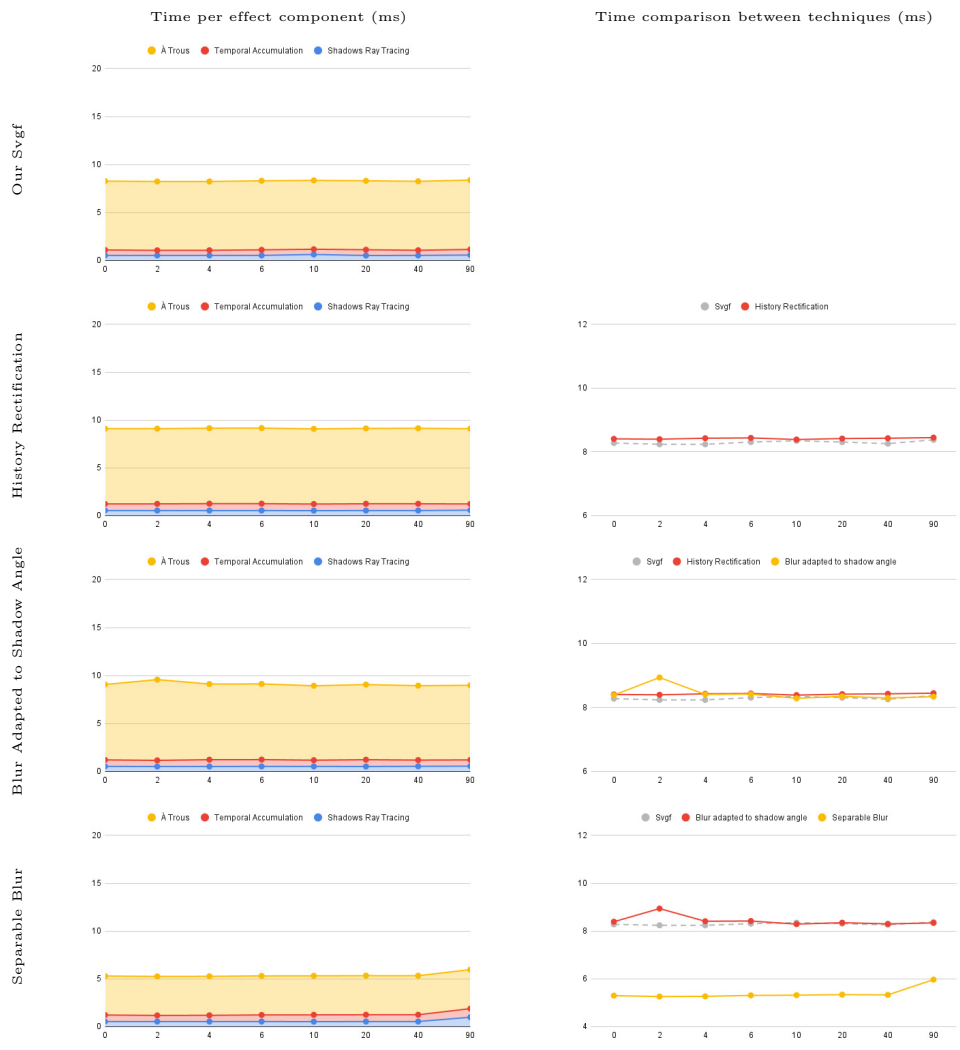 Time per effect component (ms)
Time comparison between techniques (ms)
Our Svgf
À Trous Temporal Accumulation Shadows Ray Tracing
20
15
10
5
0
0 2 4 6 10 20 40 90
History Rectification
À Trous Temporal Accumulation Shadows Ray Tracing
20
15
10
5
0
0 2 4 6 10 20 40 90
Svgf History Rectification
12
10
8
6
0 2 4 6 10 20 40 90
Blur Adapted to Shadow Angle
À Trous Temporal Accumulation Shadows Ray Tracing
20
15
10
5
0
0 2 4 6 10 20 40 90
Svgf History Rectification Blur adapted to shadow angle
12
10
8
6
0 2 4 6 10 20 40 90
Separable Blur
À Trous Temporal Accumulation Shadows Ray Tracing
20
15
10
5
0
0 2 4 6 10 20 40 90
Svgf Blur adapted to shadow angle Separable Blur
12
10
8
6
4
0 2 4 6 10 20 40 90